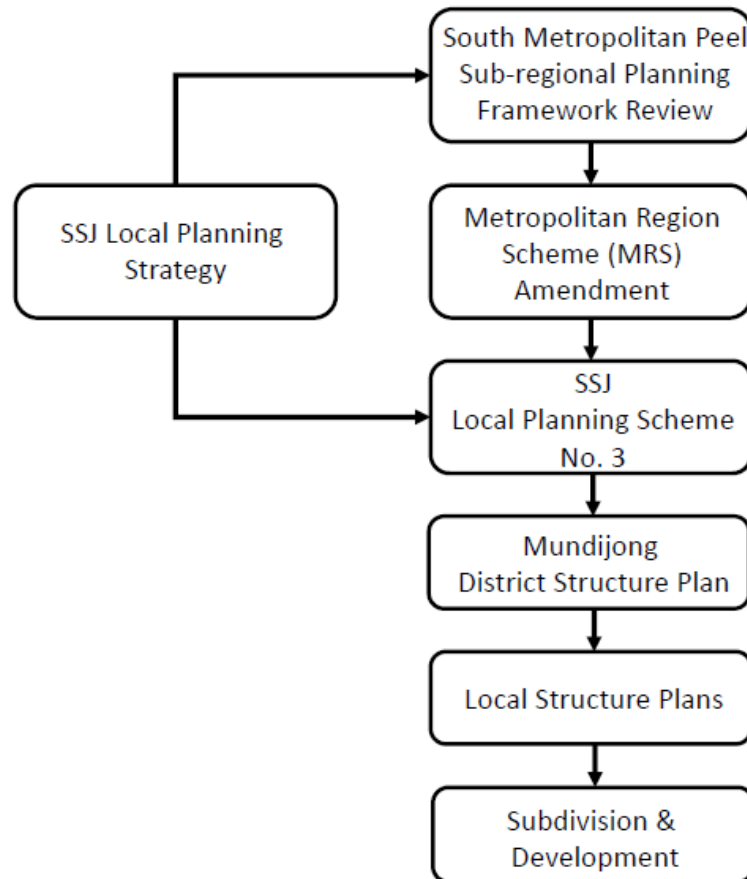 South Metropolitan Peel
Sub-regional Planning
Framework Review
SSJ Local Planning
Strategy
Metropolitan Region
Scheme (MRS)
Amendment
SSJ
Local Planning Scheme
No. 3
Mundijong
District Structure Plan
Local Structure Plans
Subdivision &
Development